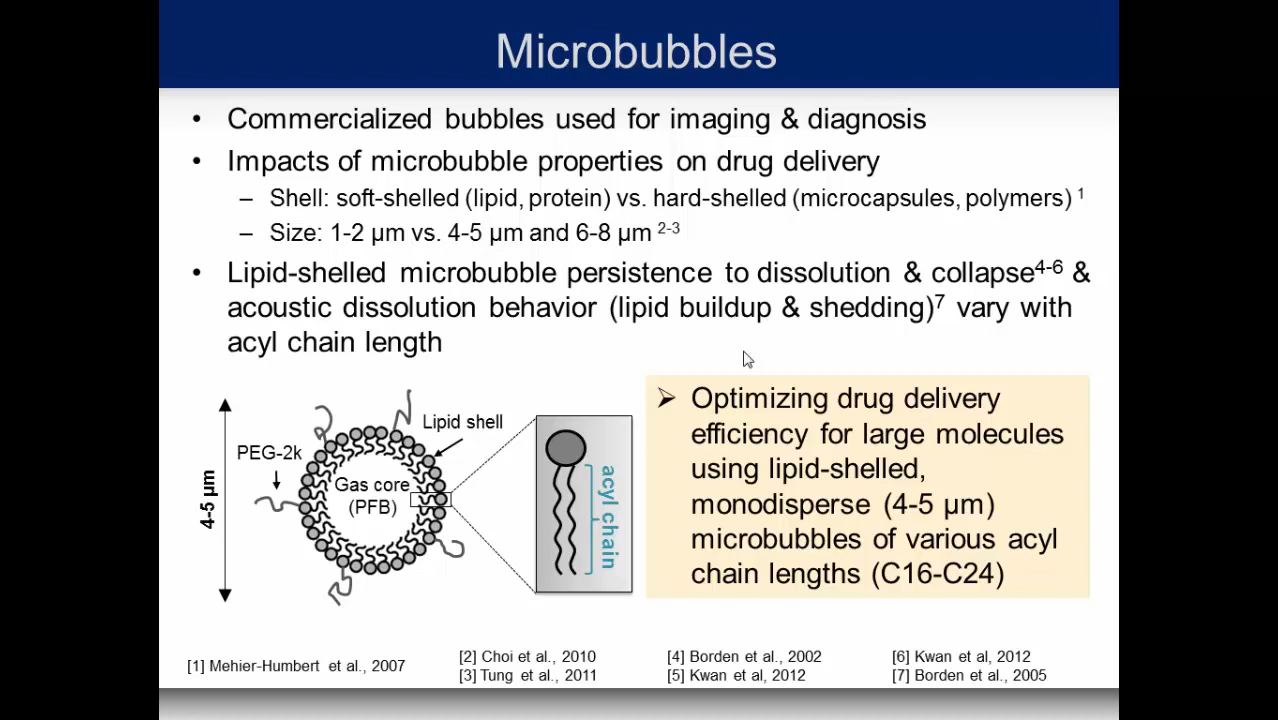 Microbubbles
• Commercialized bubbles used for imaging & diagnosis
• Impacts of microbubble properties on drug delivery
– Shell: soft-shelled (lipid, protein) vs. hard-shelled (microcapsules, polymers) 1
– Size: 1-2 µm vs. 4-5 µm and 6-8 µm 2-3
• Lipid-shelled microbubble persistence to dissolution & collapse4-6 &
acoustic dissolution behavior (lipid buildup & shedding)7 vary with
acyl chain length
4-5 µm
PEG-2k
Lipid shell
Gas core
(PFB)
acyl chain
➢ Optimizing drug delivery
efficiency for large molecules
using lipid-shelled,
monodisperse (4-5 µm)
microbubbles of various acyl
chain lengths (C16-C24)
[1] Mehier-Humbert et al., 2007
[2] Choi et al., 2010
[3] Tung et al., 2011
[4] Borden et al., 2002
[5] Kwan et al, 2012
[6] Kwan et al, 2012
[7] Borden et al., 2005